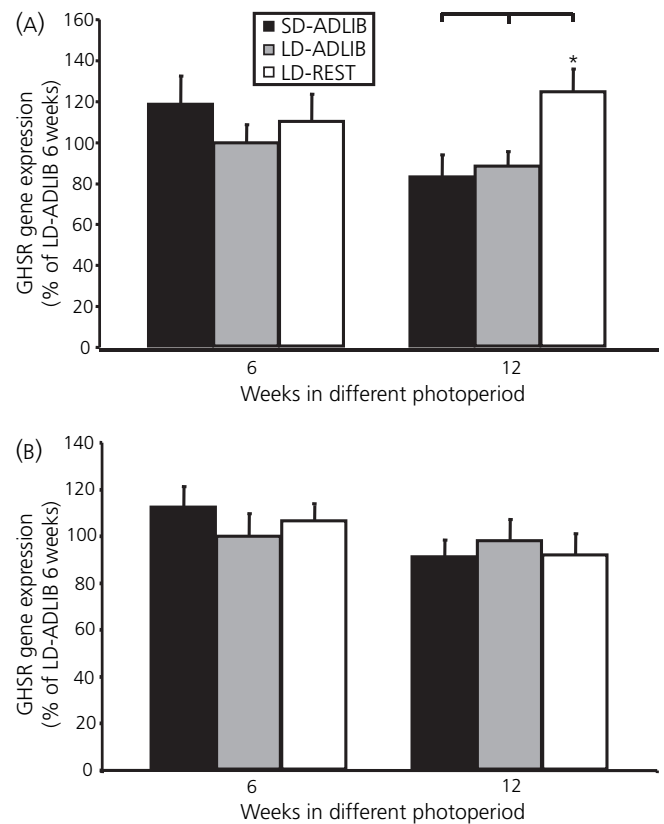 (A)
160
140
120
100
80
60
40
20
0
GHSR gene expression
(% of LD-ADLIB 6 weeks)
SD-ADLIB
LD-ADLIB
LD-REST
*
6 12
Weeks in different photoperiod
(B)
140
120
100
80
60
40
20
0
GHSR gene expression
(% of LD-ADLIB 6 weeks)
6 12
Weeks in different photoperiod